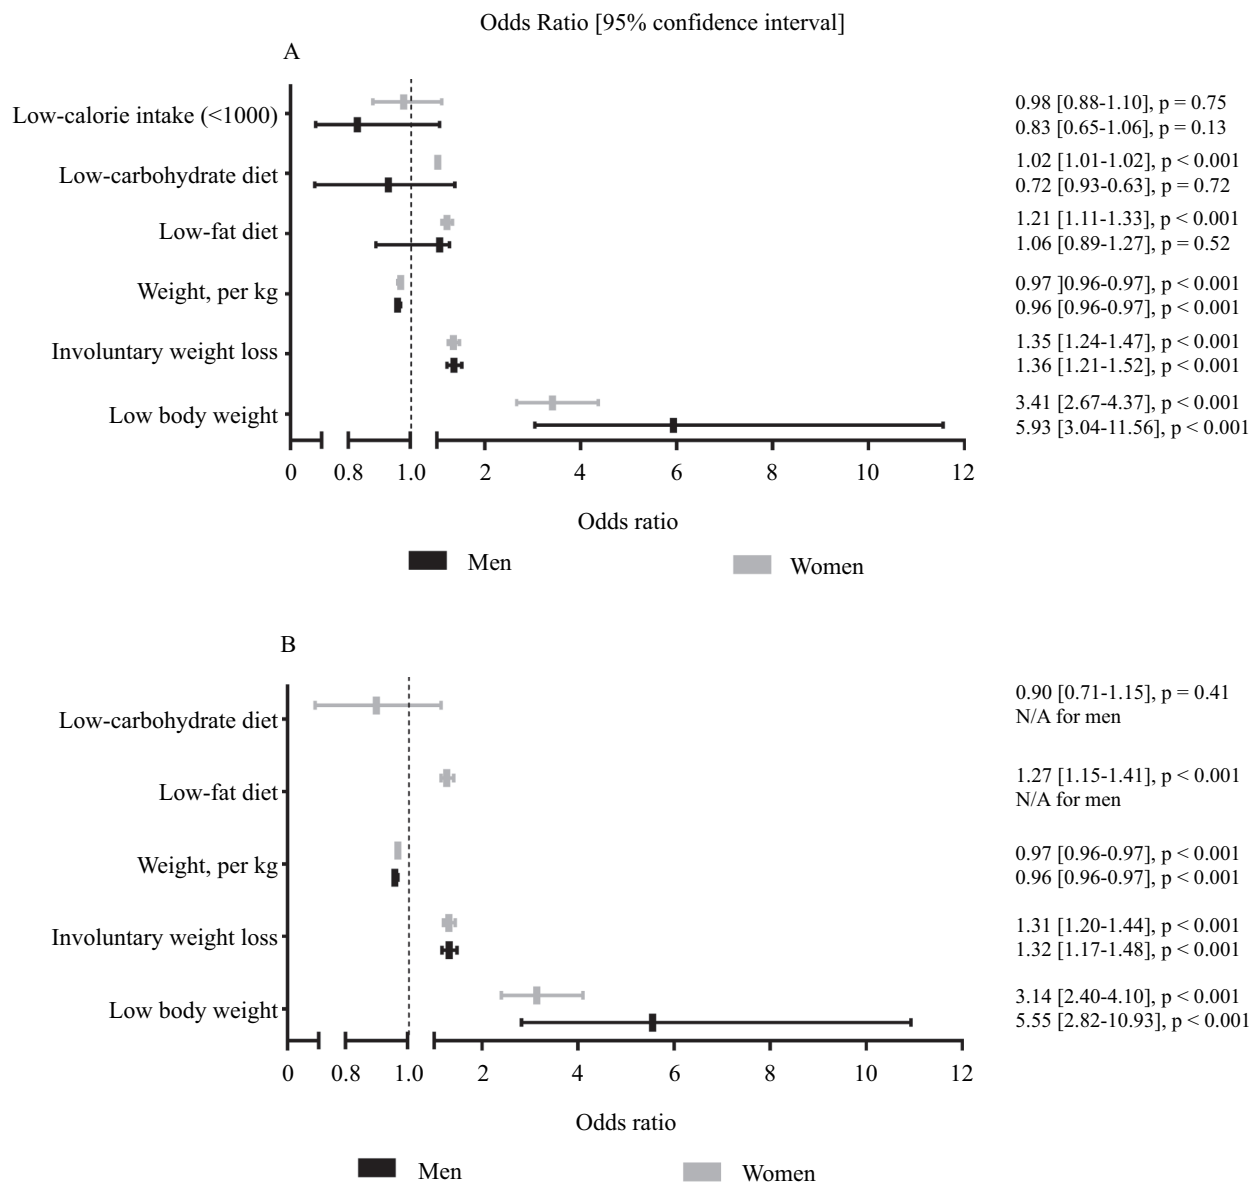 Odds Ratio [95% confidence interval]
A
Low-calorie intake (<1000)
0.98 [0.88-1.10], p = 0.75
0.83 [0.65-1.06], p = 0.13
Low-carbohydrate diet
1.02 [1.01-1.02], p < 0.001
0.72 [0.93-0.63], p = 0.72
Low-fat diet
1.21 [1.11-1.33], p < 0.001
1.06 [0.89-1.27], p = 0.52
Weight, per kg
0.97 ]0.96-0.97], p < 0.001
0.96 [0.96-0.97], p < 0.001
Involuntary weight loss
1.35 [1.24-1.47], p < 0.001
1.36 [1.21-1.52], p < 0.001
Low body weight
3.41 [2.67-4.37], p < 0.001
5.93 [3.04-11.56], p < 0.001
0 0.8 1.0 2 4 6 8 10 12
Odds ratio
Men Women
B
Low-carbohydrate diet
0.90 [0.71-1.15], p = 0.41
N/A for men
Low-fat diet
1.27 [1.15-1.41], p < 0.001
N/A for men
Weight, per kg
0.97 [0.96-0.97], p < 0.001
0.96 [0.96-0.97], p < 0.001
Involuntary weight loss
1.31 [1.20-1.44], p < 0.001
1.32 [1.17-1.48], p < 0.001
Low body weight
3.14 [2.40-4.10], p < 0.001
5.55 [2.82-10.93], p < 0.001
0 0.8 1.0 2 4 6 8 10 12
Odds ratio
Men Women